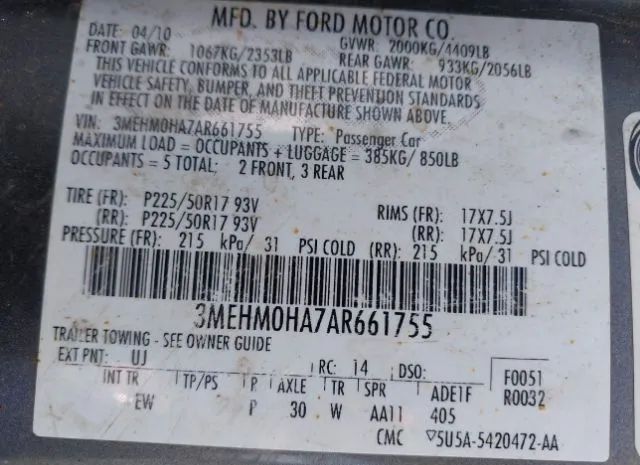 MFD. BY FORD MOTOR CO.
DATE: 04/10 GVWR: 2000KG/4409LB
FRONT GAWR: 1067KG/2353LB REAR GAWR: 933KG/2056LB
THIS VEHICLE CONFORMS TO ALL APPLICABLE FEDERAL MOTOR
VEHICLE SAFETY, BUMPER, AND THEFT PREVENTION STANDARDS
IN EFFECT ON THE DATE OF MANUFACTURE SHOWN ABOVE.
VIN: 3MEHM0HA7AR661755 TYPE: Passenger Car
MAXIMUM LOAD = OCCUPANTS + LUGGAGE = 385KG/ 850LB
OCCUPANTS = 5 TOTAL: 2 FRONT, 3 REAR
TIRE (FR): P225/50R17 93V RIMS (FR): 17X7.5J
(RR): P225/50R17 93V (RR): 17X7.5J
PRESSURE (FR): 215 kPa/ 31 PSI COLD (RR): 215 kPa/ 31 PSI COLD
3MEHM0HA7AR661755
TRAILER TOWING - SEE OWNER GUIDE
EXT PNT: UJ RC: 14 DSO: F0051
INT TR TP/PS R AXLE TR SPR ADE1F R0032
EW P 30 W AA11 405
CMC ▽5U5A-5420472-AA